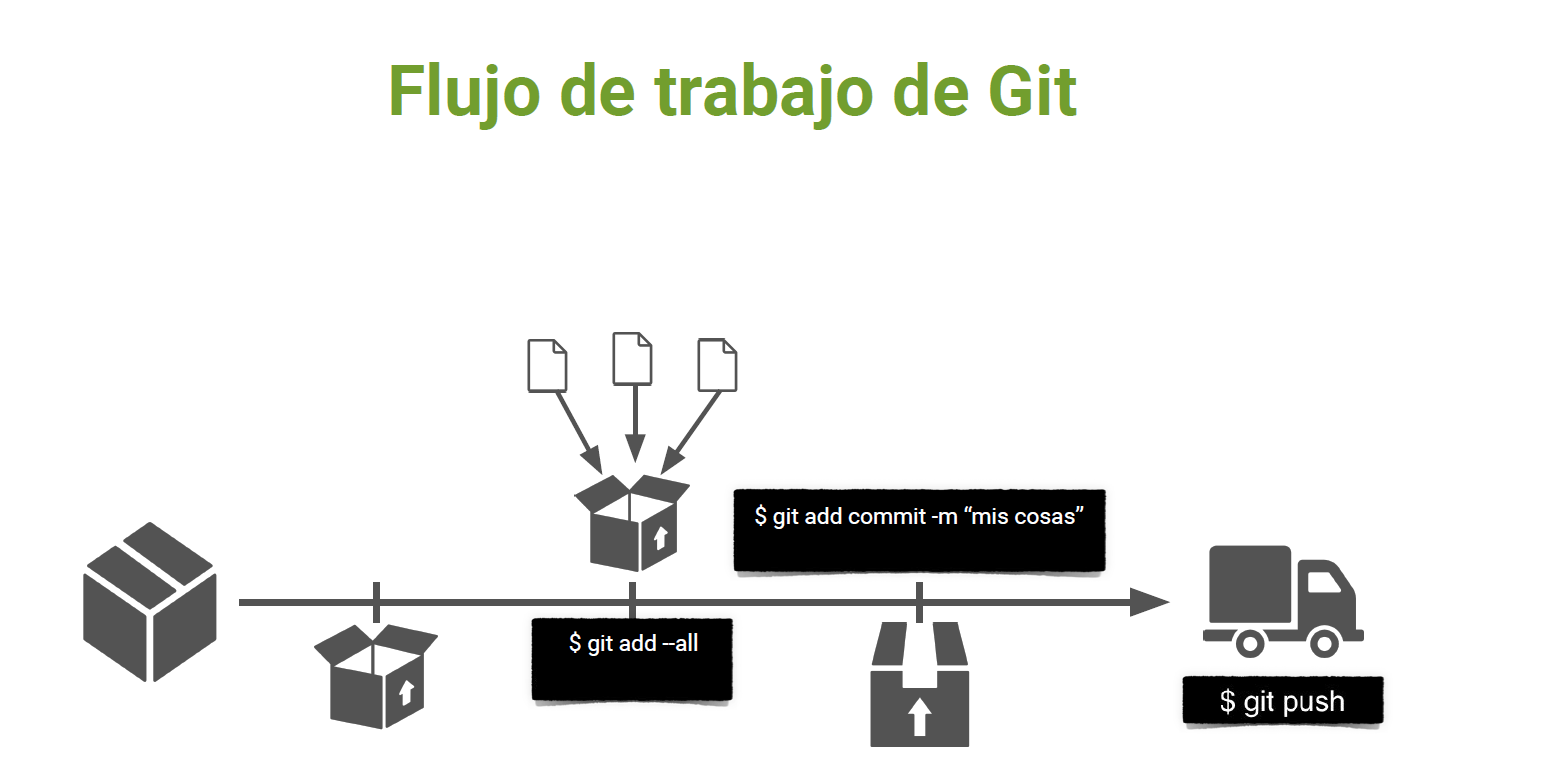 Flujo de trabajo de Git
$ git add commit -m “mis cosas”
$ git add --all
$ git push